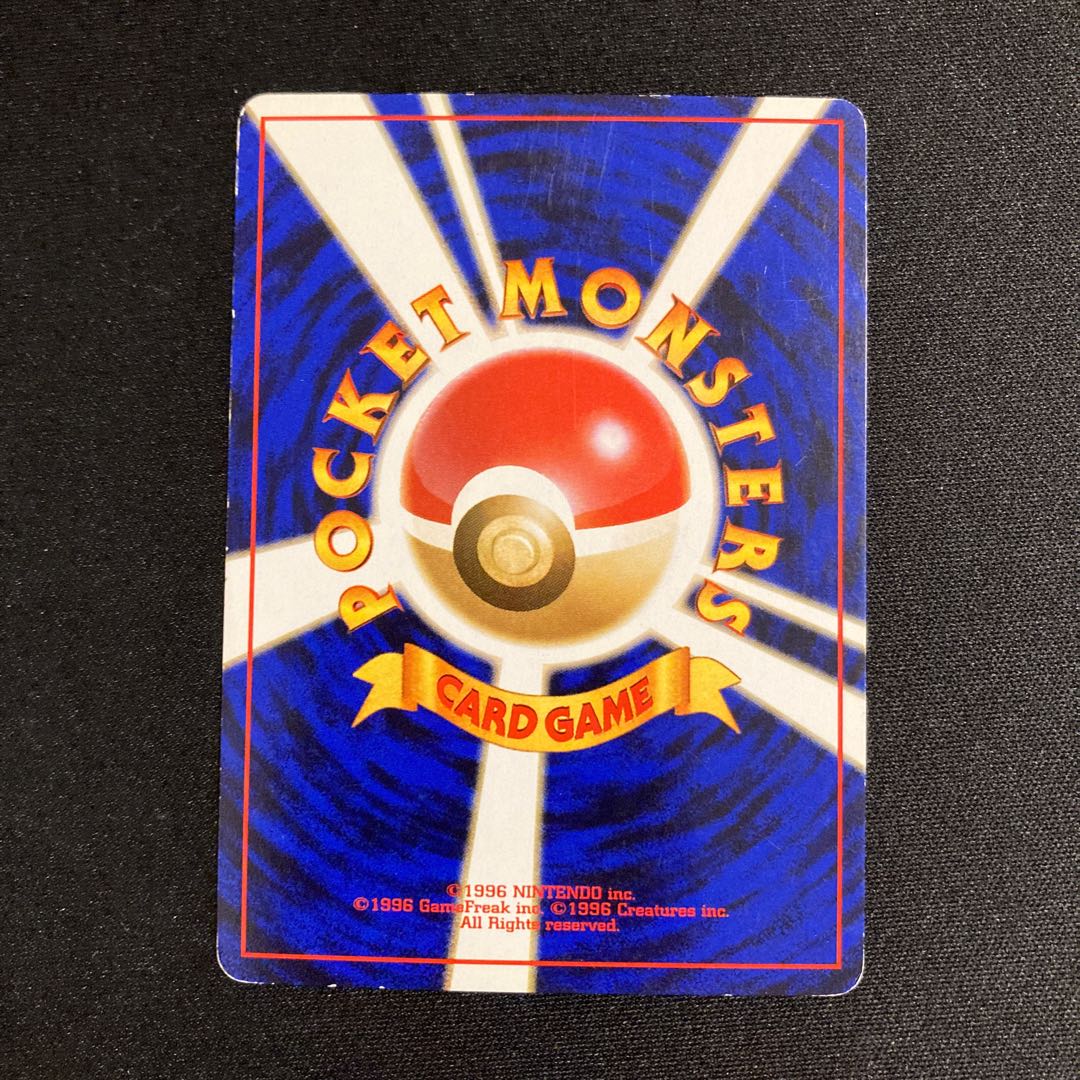 POCKET MONSTERS
CARD GAME
©1996 NINTENDO inc.
©1996 GameFreak inc. ©1996 Creatures inc.
All Rights reserved.